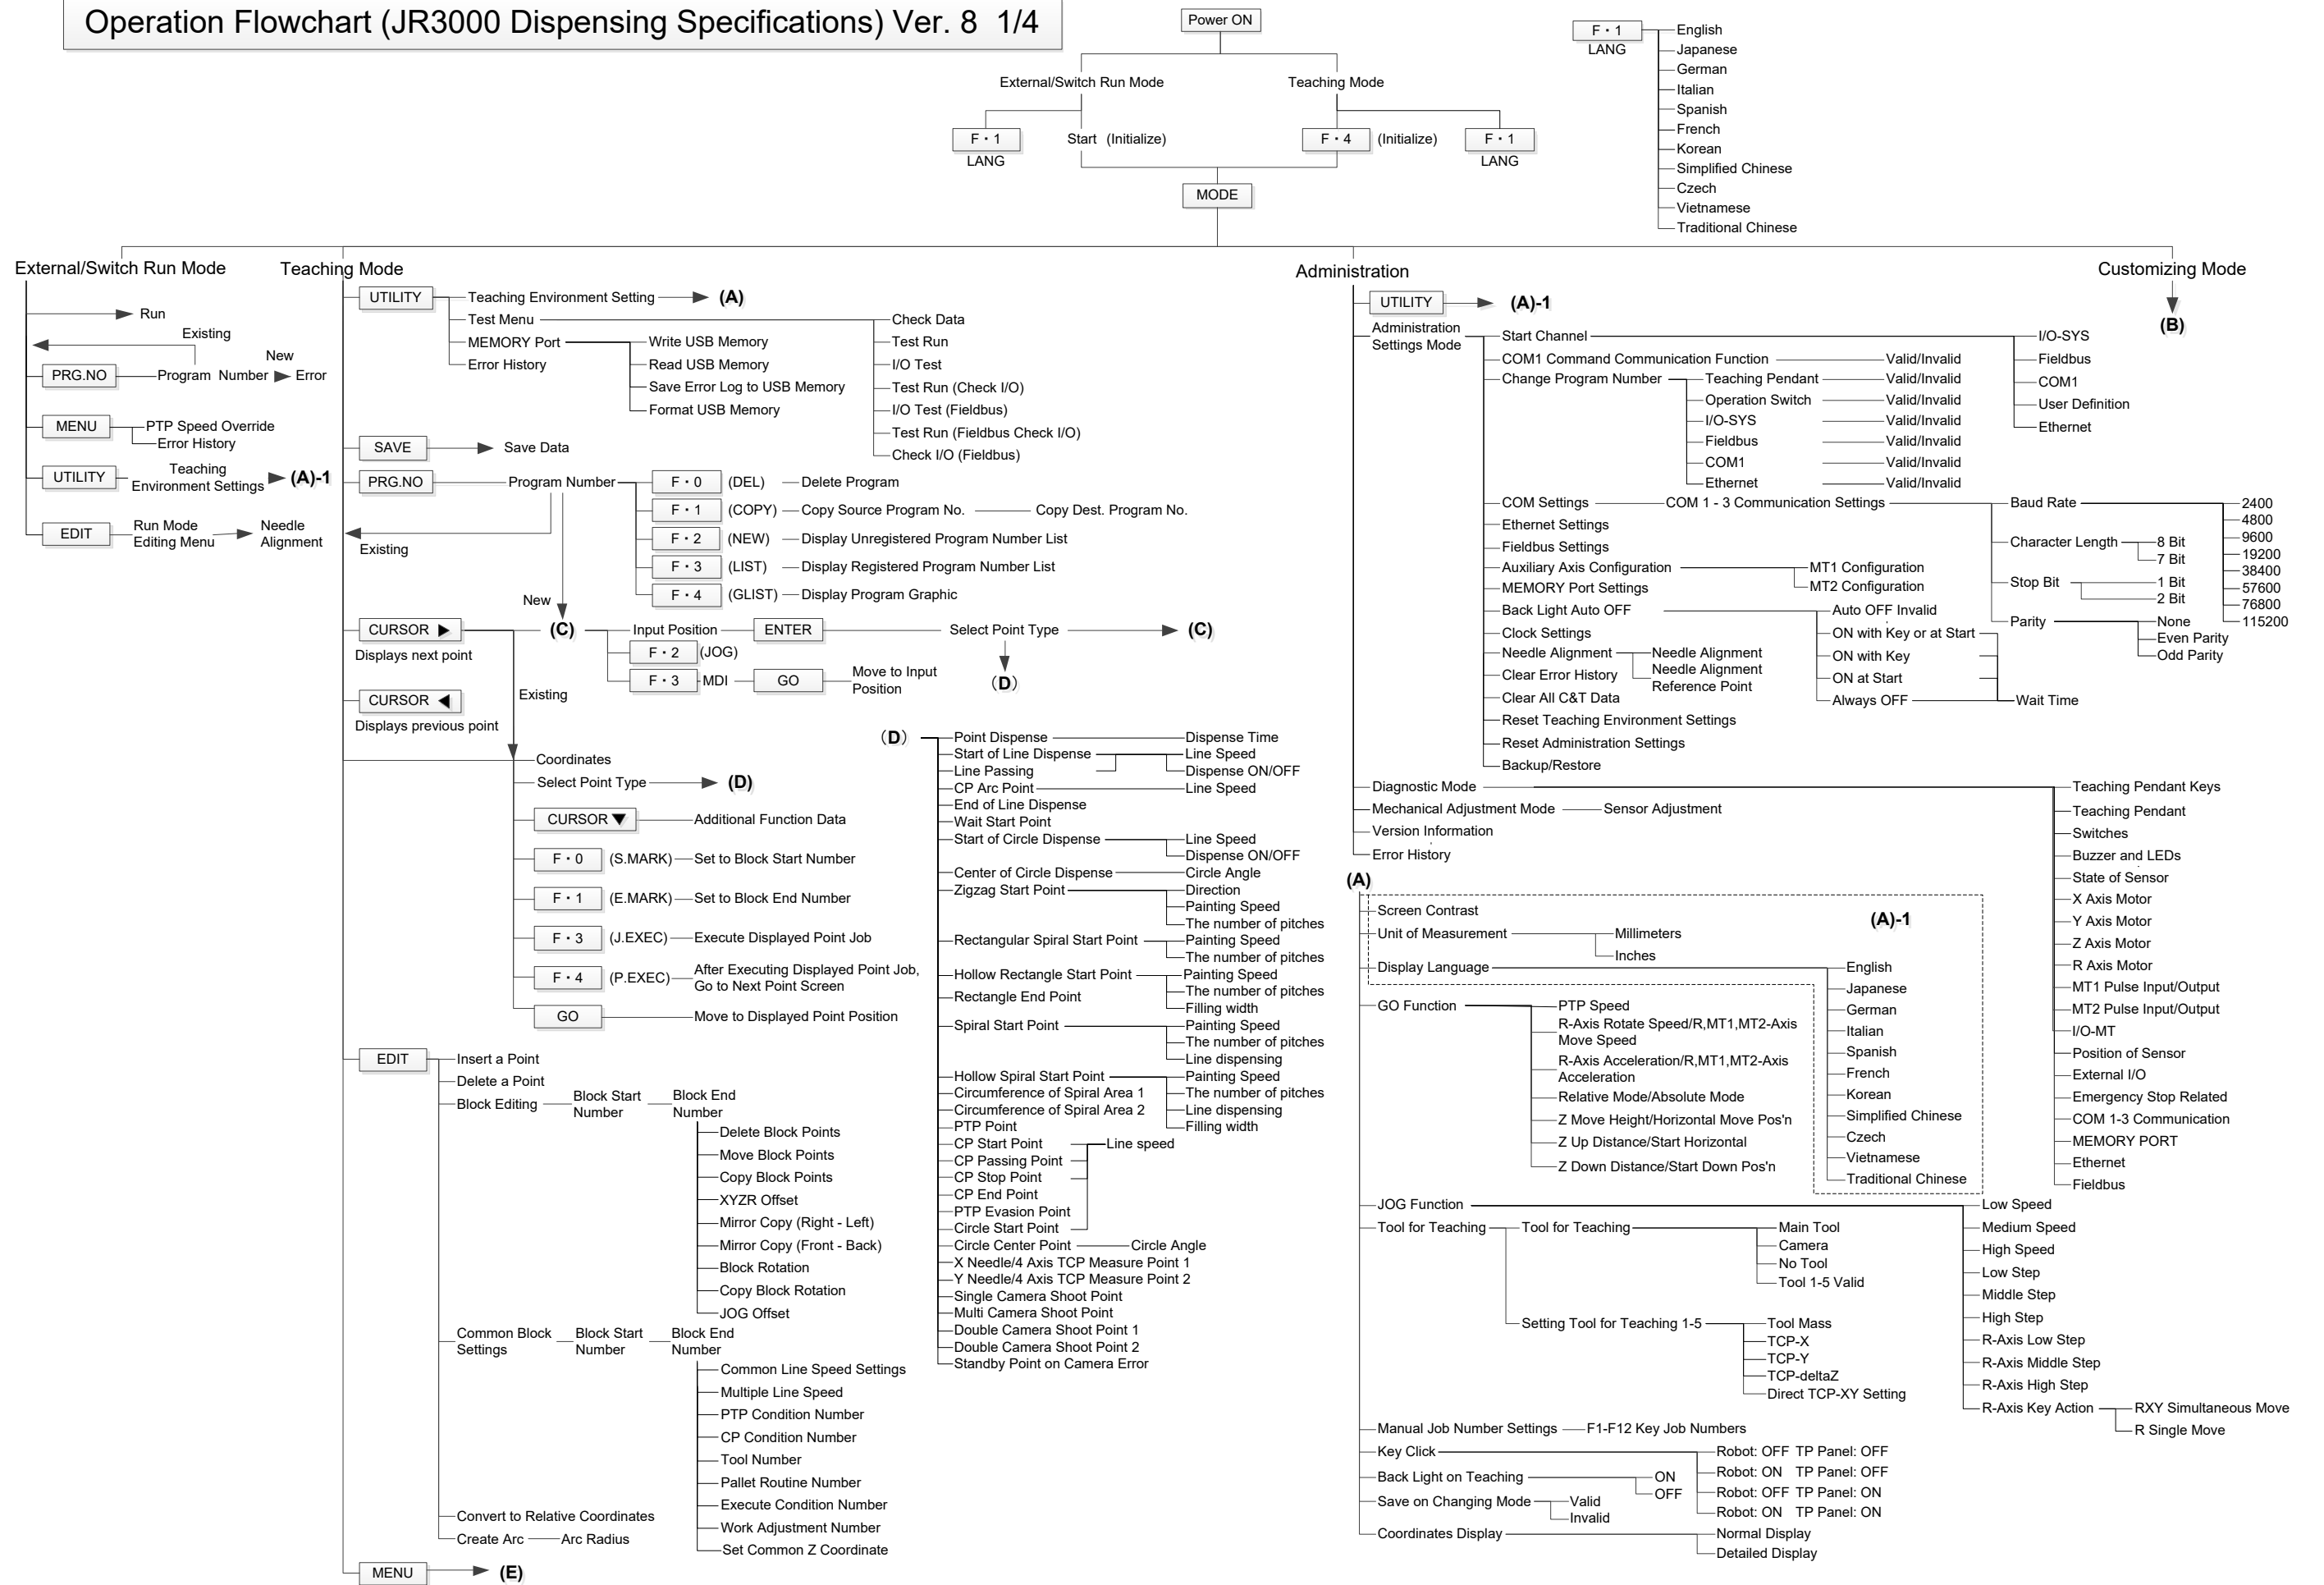 Operation Flowchart (JR3000 Dispensing Specifications) Ver. 8 1/4
Power ON
External/Switch Run Mode
Teaching Mode
F・1
LANG
Start (Initialize)
F・4
(Initialize)
F・1
LANG
MODE
F・1
LANG
English
Japanese
German
Italian
Spanish
French
Korean
Simplified Chinese
Czech
Vietnamese
Traditional Chinese
External/Switch Run Mode
Run
Existing
PRG.NO
Program Number
New
Error
MENU
PTP Speed Override
Error History
UTILITY
Teaching
Environment Settings
(A)-1
EDIT
Run Mode
Editing Menu
Needle
Alignment
Teaching Mode
UTILITY
Teaching Environment Setting
(A)
Test Menu
MEMORY Port
Error History
Write USB Memory
Read USB Memory
Save Error Log to USB Memory
Format USB Memory
Check Data
Test Run
I/O Test
Test Run (Check I/O)
I/O Test (Fieldbus)
Test Run (Fieldbus Check I/O)
Check I/O (Fieldbus)
SAVE
Save Data
PRG.NO
Program Number
F・0
(DEL)
Delete Program
F・1
(COPY)
Copy Source Program No.
Copy Dest. Program No.
F・2
(NEW)
Display Unregistered Program Number List
F・3
(LIST)
Display Registered Program Number List
F・4
(GLIST)
Display Program Graphic
Existing
New
CURSOR ▶
Displays next point
(C)
Input Position
ENTER
Select Point Type
(C)
F・2
(JOG)
F・3
MDI
GO
Move to Input
Position
(D)
CURSOR ◀
Displays previous point
Existing
Coordinates
Select Point Type
(D)
CURSOR ▼
Additional Function Data
F・0
(S.MARK)
Set to Block Start Number
F・1
(E.MARK)
Set to Block End Number
F・3
(J.EXEC)
Execute Displayed Point Job
F・4
(P.EXEC)
After Executing Displayed Point Job,
Go to Next Point Screen
GO
Move to Displayed Point Position
EDIT
Insert a Point
Delete a Point
Block Editing
Block Start
Number
Block End
Number
Delete Block Points
Move Block Points
Copy Block Points
XYZR Offset
Mirror Copy (Right - Left)
Mirror Copy (Front - Back)
Block Rotation
Copy Block Rotation
JOG Offset
Common Block
Settings
Block Start
Number
Block End
Number
Common Line Speed Settings
Multiple Line Speed
PTP Condition Number
CP Condition Number
Tool Number
Pallet Routine Number
Execute Condition Number
Work Adjustment Number
Set Common Z Coordinate
Convert to Relative Coordinates
Create Arc
Arc Radius
MENU
(E)
(D)
Point Dispense
Dispense Time
Start of Line Dispense
Line Speed
Line Passing
Dispense ON/OFF
CP Arc Point
Line Speed
End of Line Dispense
Wait Start Point
Start of Circle Dispense
Line Speed
Dispense ON/OFF
Center of Circle Dispense
Circle Angle
Zigzag Start Point
Direction
Painting Speed
The number of pitches
Rectangular Spiral Start Point
Painting Speed
The number of pitches
Hollow Rectangle Start Point
Painting Speed
The number of pitches
Rectangle End Point
Filling width
Spiral Start Point
Painting Speed
The number of pitches
Line dispensing
Hollow Spiral Start Point
Painting Speed
Circumference of Spiral Area 1
The number of pitches
Circumference of Spiral Area 2
Line dispensing
PTP Point
Filling width
CP Start Point
Line speed
CP Passing Point
CP Stop Point
CP End Point
PTP Evasion Point
Circle Start Point
Circle Center Point
Circle Angle
X Needle/4 Axis TCP Measure Point 1
Y Needle/4 Axis TCP Measure Point 2
Single Camera Shoot Point
Multi Camera Shoot Point
Double Camera Shoot Point 1
Double Camera Shoot Point 2
Standby Point on Camera Error
Administration
UTILITY
(A)-1
Administration
Settings Mode
Start Channel
I/O-SYS
Fieldbus
COM1
User Definition
Ethernet
COM1 Command Communication Function
Valid/Invalid
Change Program Number
Teaching Pendant
Valid/Invalid
Operation Switch
Valid/Invalid
I/O-SYS
Valid/Invalid
Fieldbus
Valid/Invalid
COM1
Valid/Invalid
Ethernet
Valid/Invalid
COM Settings
COM 1 - 3 Communication Settings
Baud Rate
2400
4800
9600
19200
38400
57600
76800
115200
Character Length
8 Bit
7 Bit
Stop Bit
1 Bit
2 Bit
Parity
None
Even Parity
Odd Parity
Ethernet Settings
Fieldbus Settings
Auxiliary Axis Configuration
MT1 Configuration
MT2 Configuration
MEMORY Port Settings
Back Light Auto OFF
Auto OFF Invalid
ON with Key or at Start
ON with Key
ON at Start
Always OFF
Wait Time
Clock Settings
Needle Alignment
Needle Alignment
Needle Alignment
Reference Point
Clear Error History
Clear All C&T Data
Reset Teaching Environment Settings
Reset Administration Settings
Backup/Restore
Diagnostic Mode
Teaching Pendant Keys
Teaching Pendant
Switches
Buzzer and LEDs
State of Sensor
X Axis Motor
Y Axis Motor
Z Axis Motor
R Axis Motor
MT1 Pulse Input/Output
MT2 Pulse Input/Output
I/O-MT
Position of Sensor
External I/O
Emergency Stop Related
COM 1-3 Communication
MEMORY PORT
Ethernet
Fieldbus
Mechanical Adjustment Mode
Sensor Adjustment
Version Information
Error History
Customizing Mode
(B)
(A)
(A)-1
Screen Contrast
Unit of Measurement
Millimeters
Inches
Display Language
English
Japanese
German
Italian
Spanish
French
Korean
Simplified Chinese
Czech
Vietnamese
Traditional Chinese
GO Function
PTP Speed
R-Axis Rotate Speed/R,MT1,MT2-Axis
Move Speed
R-Axis Acceleration/R,MT1,MT2-Axis
Acceleration
Relative Mode/Absolute Mode
Z Move Height/Horizontal Move Pos'n
Z Up Distance/Start Horizontal
Z Down Distance/Start Down Pos'n
JOG Function
Low Speed
Medium Speed
High Speed
Low Step
Middle Step
High Step
R-Axis Low Step
R-Axis Middle Step
R-Axis High Step
R-Axis Key Action
RXY Simultaneous Move
R Single Move
Tool for Teaching
Tool for Teaching
Main Tool
Camera
No Tool
Tool 1-5 Valid
Setting Tool for Teaching 1-5
Tool Mass
TCP-X
TCP-Y
TCP-deltaZ
Direct TCP-XY Setting
Manual Job Number Settings
F1-F12 Key Job Numbers
Key Click
Robot: OFF TP Panel: OFF
Robot: ON TP Panel: OFF
Robot: OFF TP Panel: ON
Robot: ON TP Panel: ON
Back Light on Teaching
ON
OFF
Save on Changing Mode
Valid
Invalid
Coordinates Display
Normal Display
Detailed Display